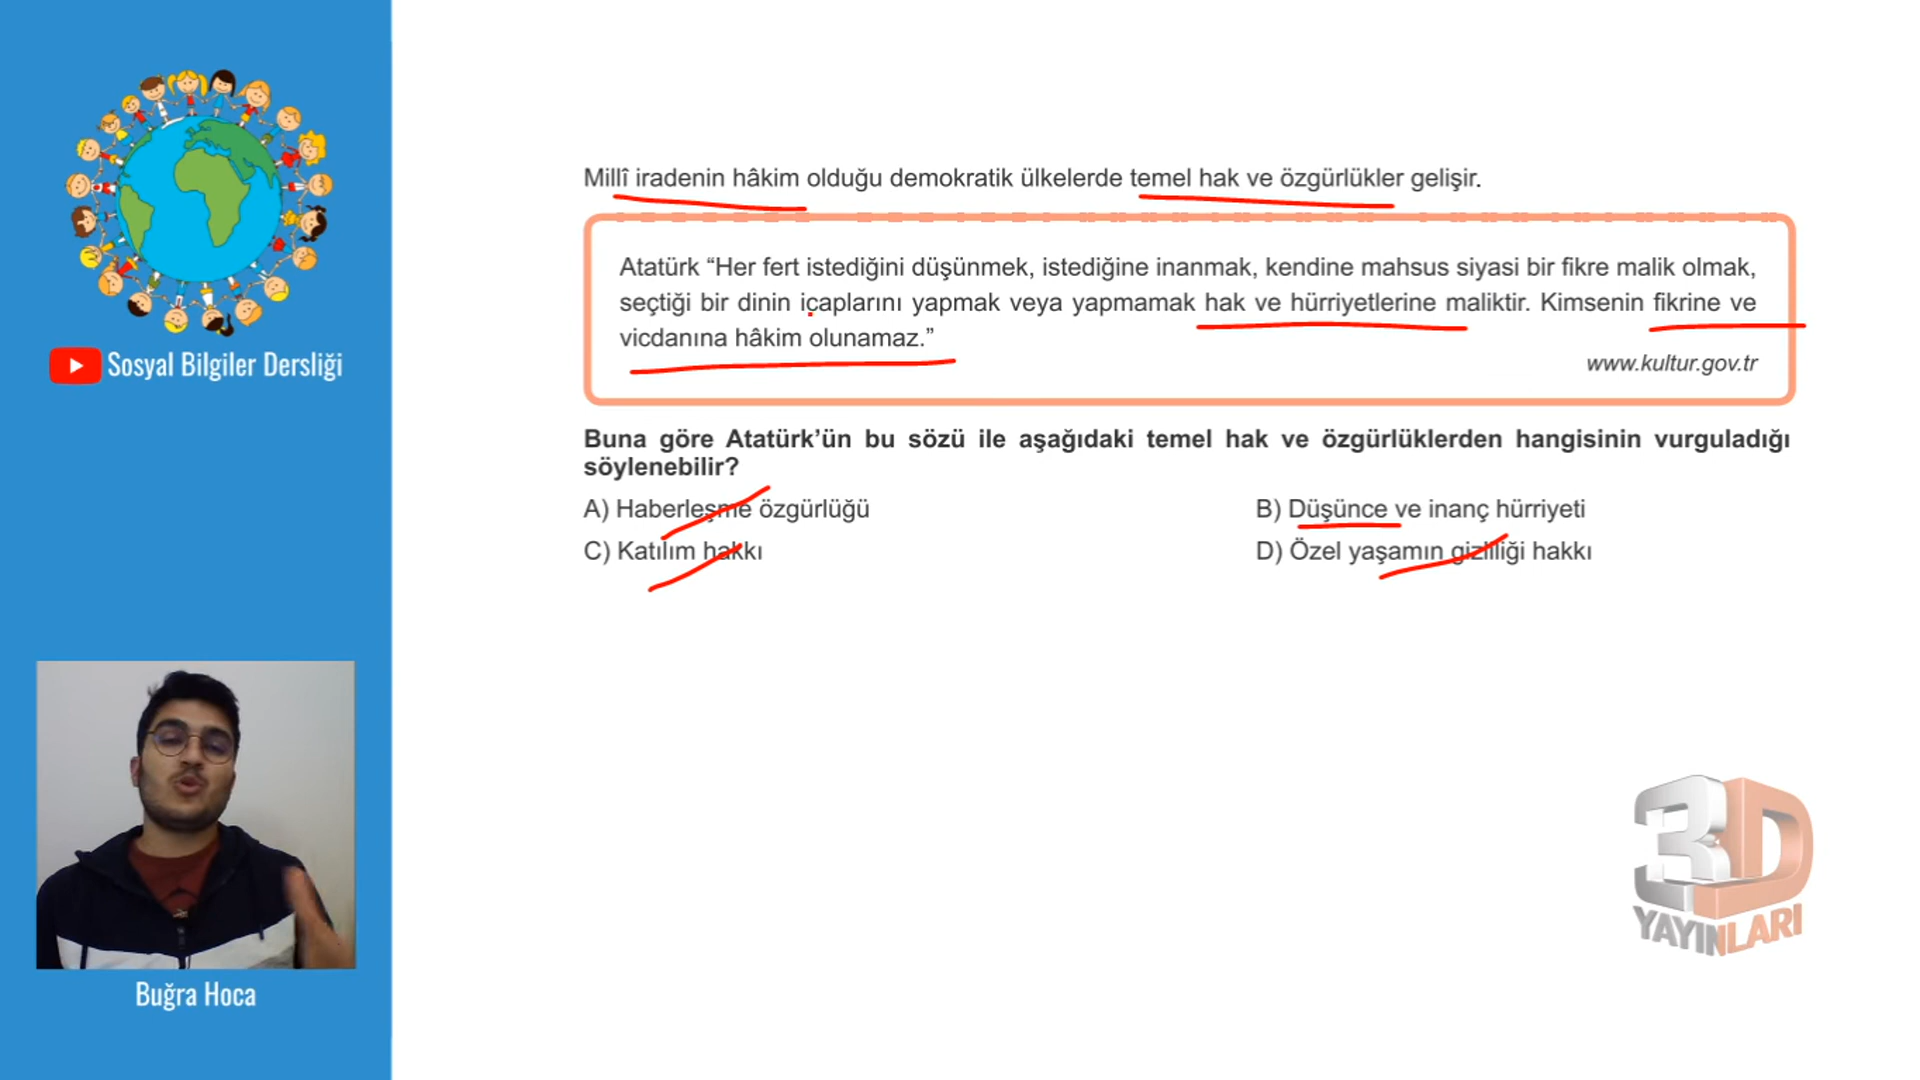 Millî iradenin hâkim olduğu demokratik ülkelerde temel hak ve özgürlükler gelişir.
Atatürk “Her fert istediğini düşünmek, istediğine inanmak, kendine mahsus siyasi bir fikre malik olmak,
seçtiği bir dinin icaplarını yapmak veya yapmamak hak ve hürriyetlerine maliktir. Kimsenin fikrine ve
vicdanına hâkim olunamaz.”
www.kultur.gov.tr
Buna göre Atatürk’ün bu sözü ile aşağıdaki temel hak ve özgürlüklerden hangisinin vurguladığı
söylenebilir?
A) Haberleşme özgürlüğü
B) Düşünce ve inanç hürriyeti
C) Katılım hakkı
D) Özel yaşamın gizliliği hakkı
Sosyal Bilgiler Dersliği
Buğra Hoca
3D
YAYINLARI